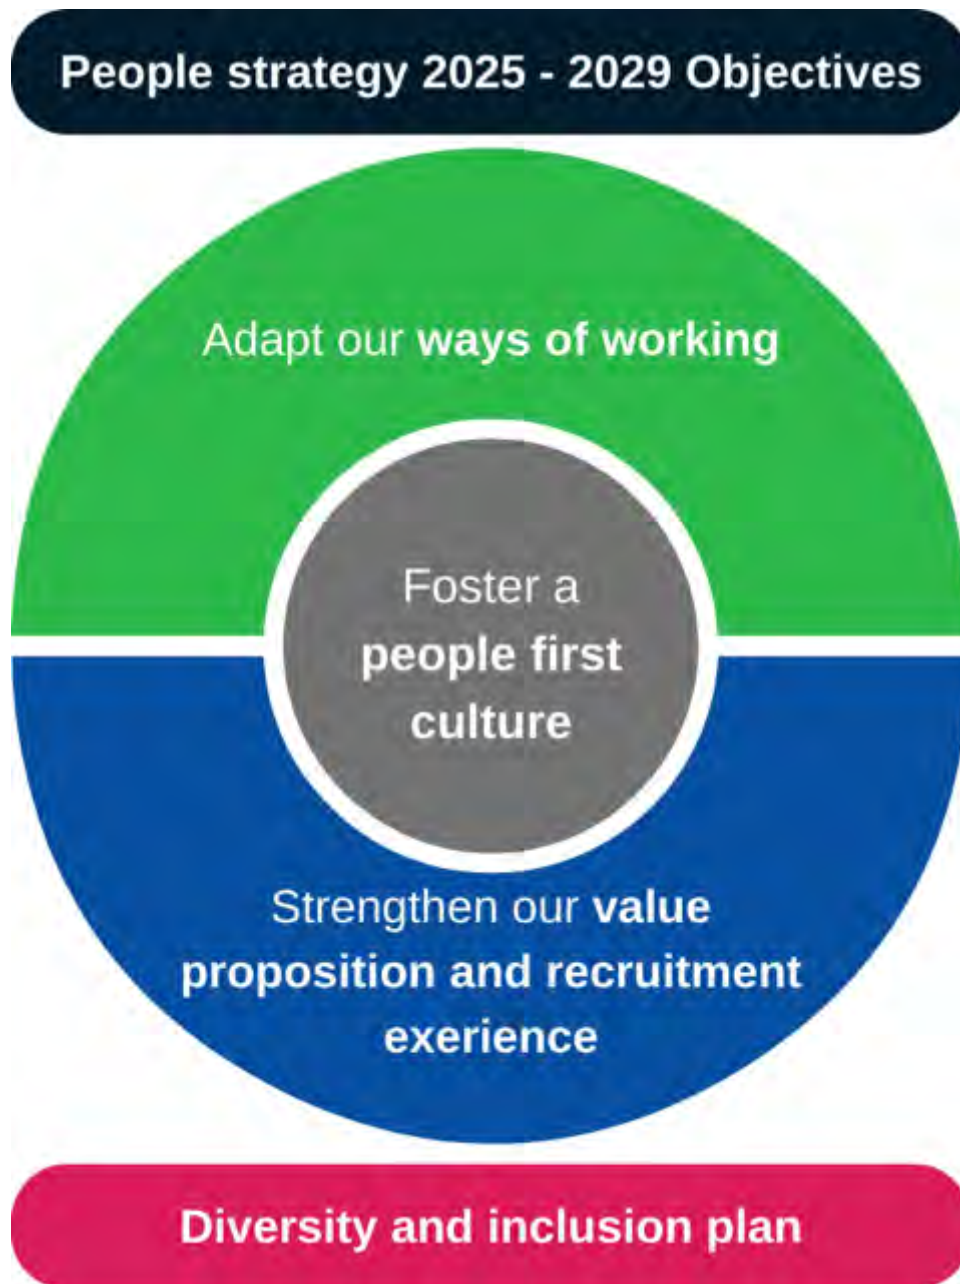 People strategy 2025 - 2029 Objectives
Adapt our ways of working
Foster a
people first
culture
Strengthen our value
proposition and recruitment
exerience
Diversity and inclusion plan